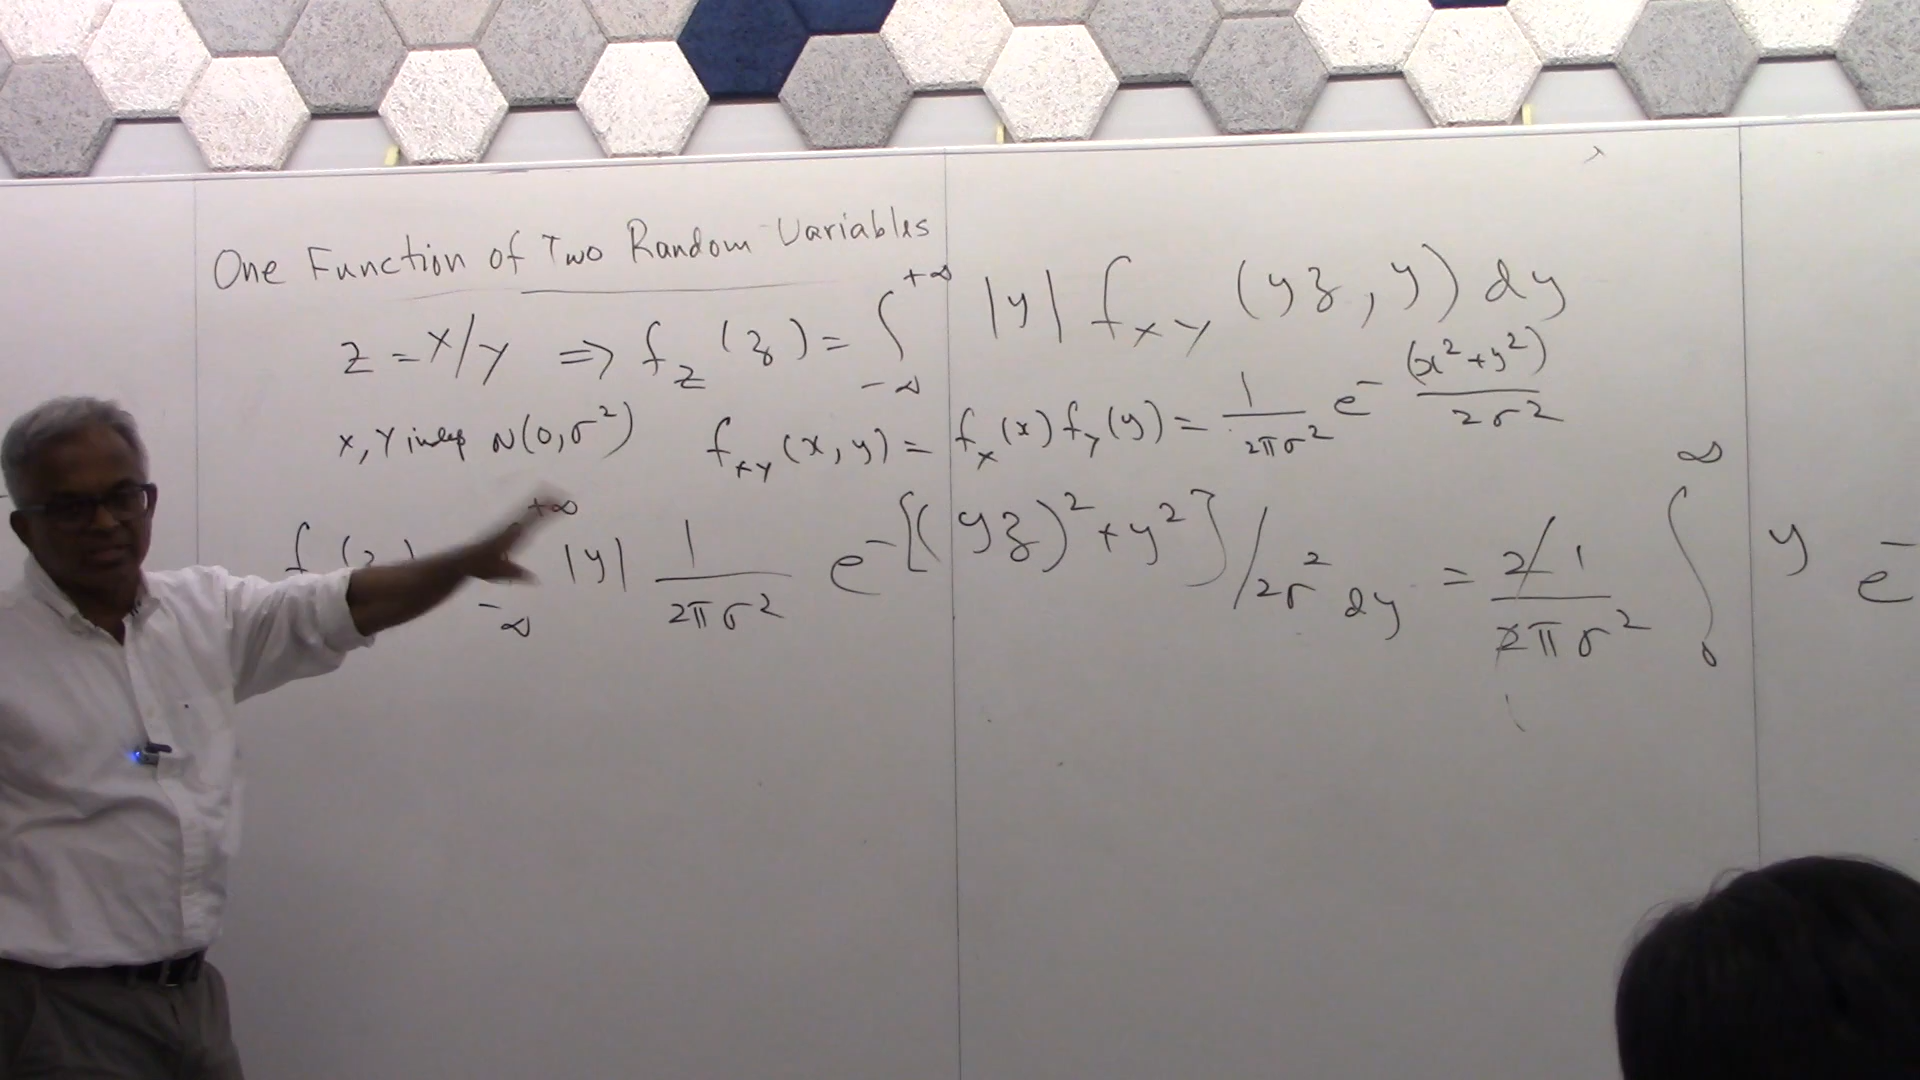 One Function of Two Random Variables
Z = X/Y ⇒ f_Z (z) = ∫_{-∞}^{+∞} |y| f_{XY} (yz, y) dy
X, Y indep N(0, σ²) f_{XY} (x, y) = f_X (x) f_Y (y) = 1/(2πσ²) e^{-(x²+y²)/2σ²}
f (z) ∫_{-∞}^{+∞} |y| 1/(2πσ²) e^{-[(yz)²+y²]/2σ²} dy = 2·1/(2πσ²) ∫_0^∞ y e^-